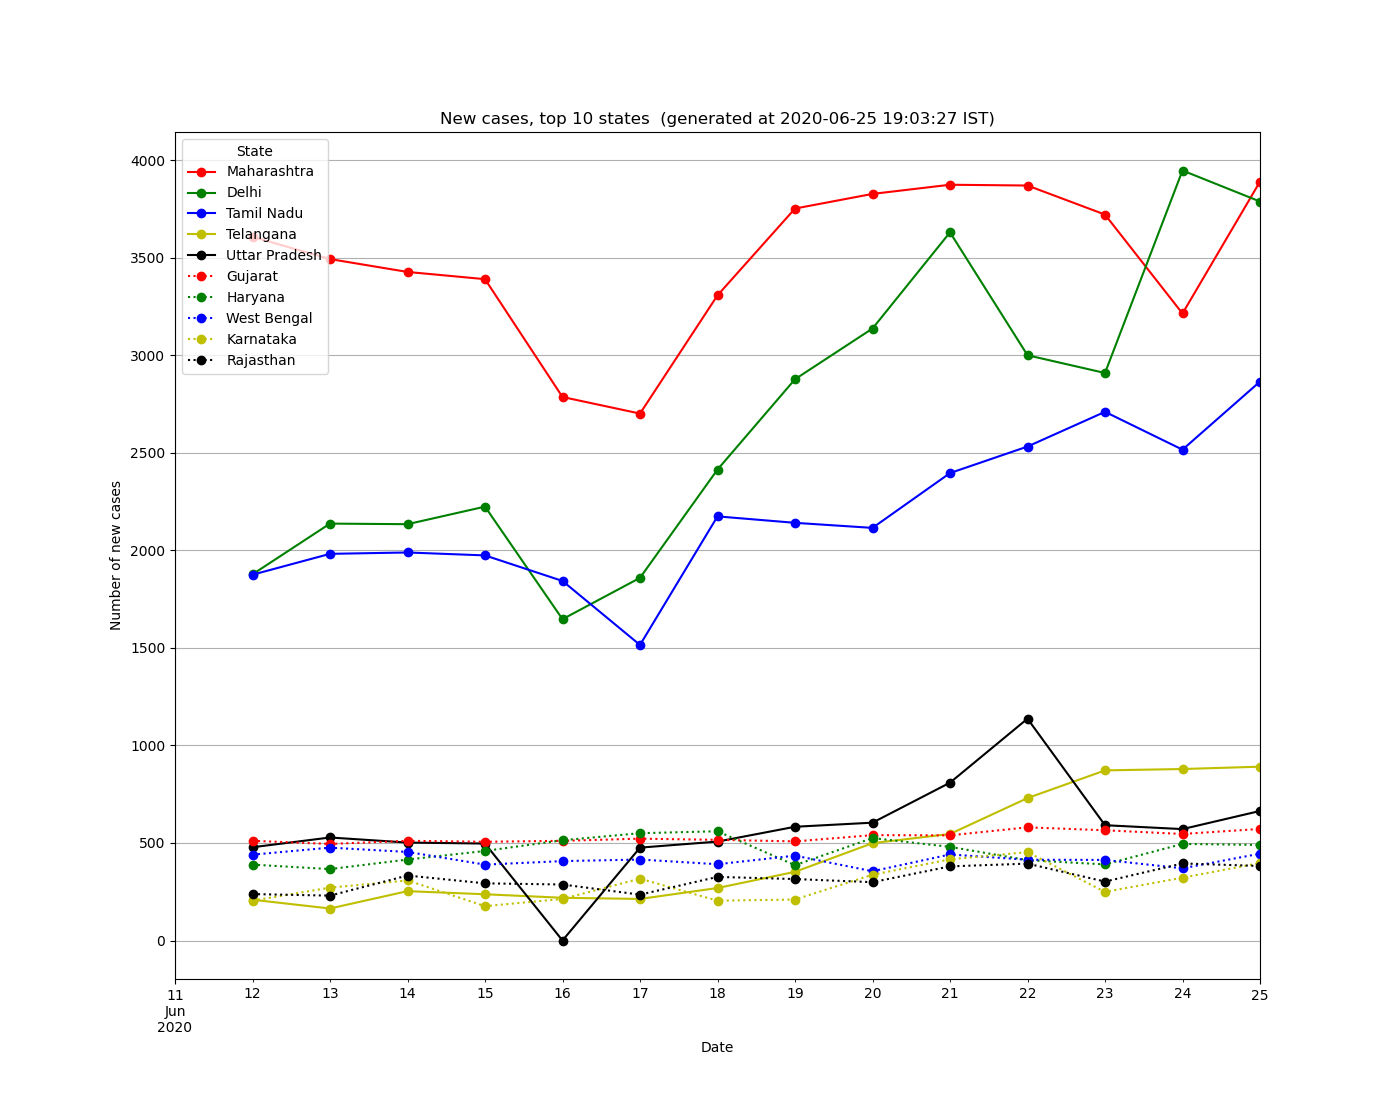 New cases, top 10 states (generated at 2020-06-25 19:03:27 IST)
State
Maharashtra
Delhi
Tamil Nadu
Telangana
Uttar Pradesh
Gujarat
Haryana
West Bengal
Karnataka
Rajasthan
4000
3500
3000
2500
2000
1500
1000
500
0
Number of new cases
11 12 13 14 15 16 17 18 19 20 21 22 23 24 25
Jun
2020
Date